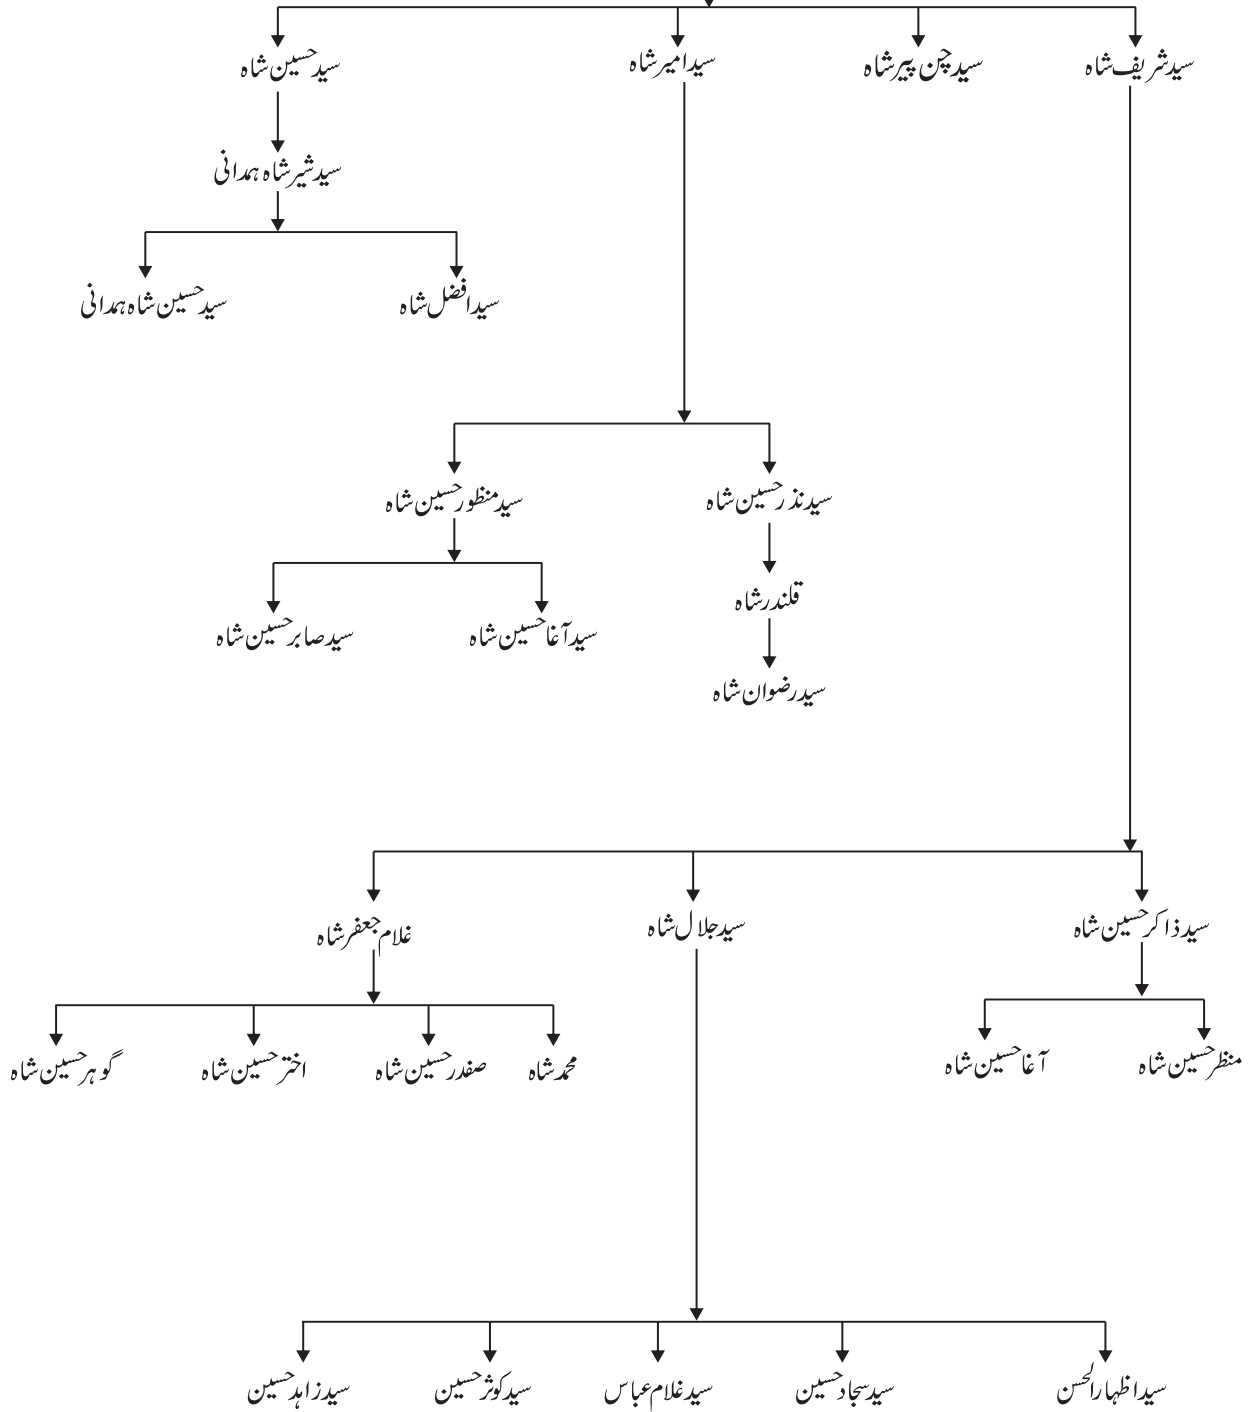 سید شریف شاہ
سید چن پیر شاہ
سید امیر شاہ
سید حسین شاہ
سید شیر شاہ ہمدانی
سید افضل شاہ
سید حسین شاہ ہمدانی
سید نذر حسین شاہ
سید منظور حسین شاہ
قلندر شاہ
سید آغا حسین شاہ
سید صابر حسین شاہ
سید رضوان شاہ
سید ذاکر حسین شاہ
سید جلال شاہ
غلام جعفر شاہ
منظر حسین شاہ
آغا حسین شاہ
محمد شاہ
صفدر حسین شاہ
اختر حسین شاہ
گوہر حسین شاہ
سید اظہار الحسن
سید سجاد حسین
سید غلام عباس
سید کوثر حسین
سید زاہد حسین